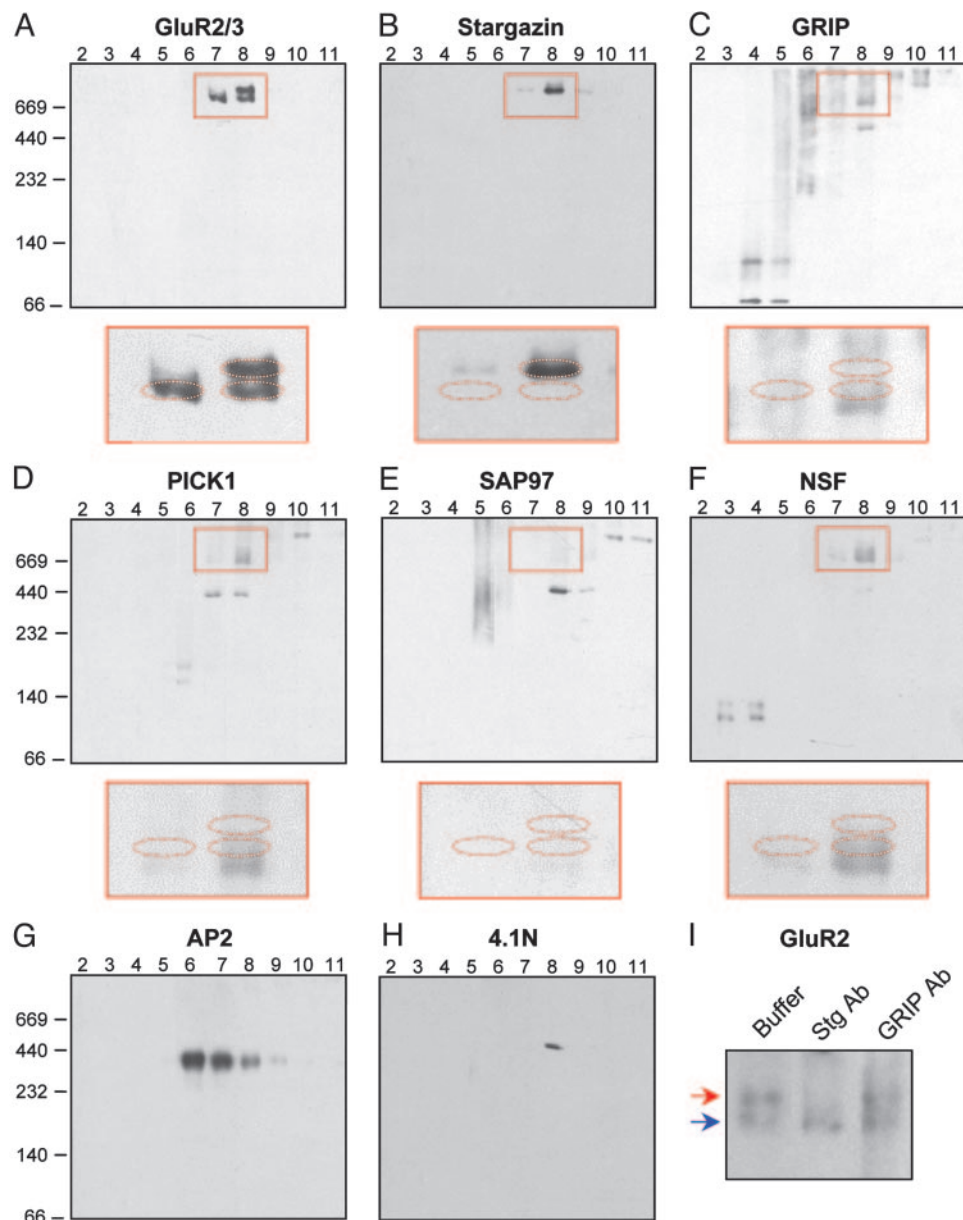 A GluR2/3 B Stargazin C GRIP
2 3 4 5 6 7 8 9 10 11 2 3 4 5 6 7 8 9 10 11 2 3 4 5 6 7 8 9 10 11
669
440
232
140
66
D PICK1 E SAP97 F NSF
2 3 4 5 6 7 8 9 10 11 2 3 4 5 6 7 8 9 10 11 2 3 4 5 6 7 8 9 10 11
669
440
232
140
66
G AP2 H 4.1N I GluR2
2 3 4 5 6 7 8 9 10 11 2 3 4 5 6 7 8 9 10 11
Buffer Stg Ab GRIP Ab
669
440
232
140
66